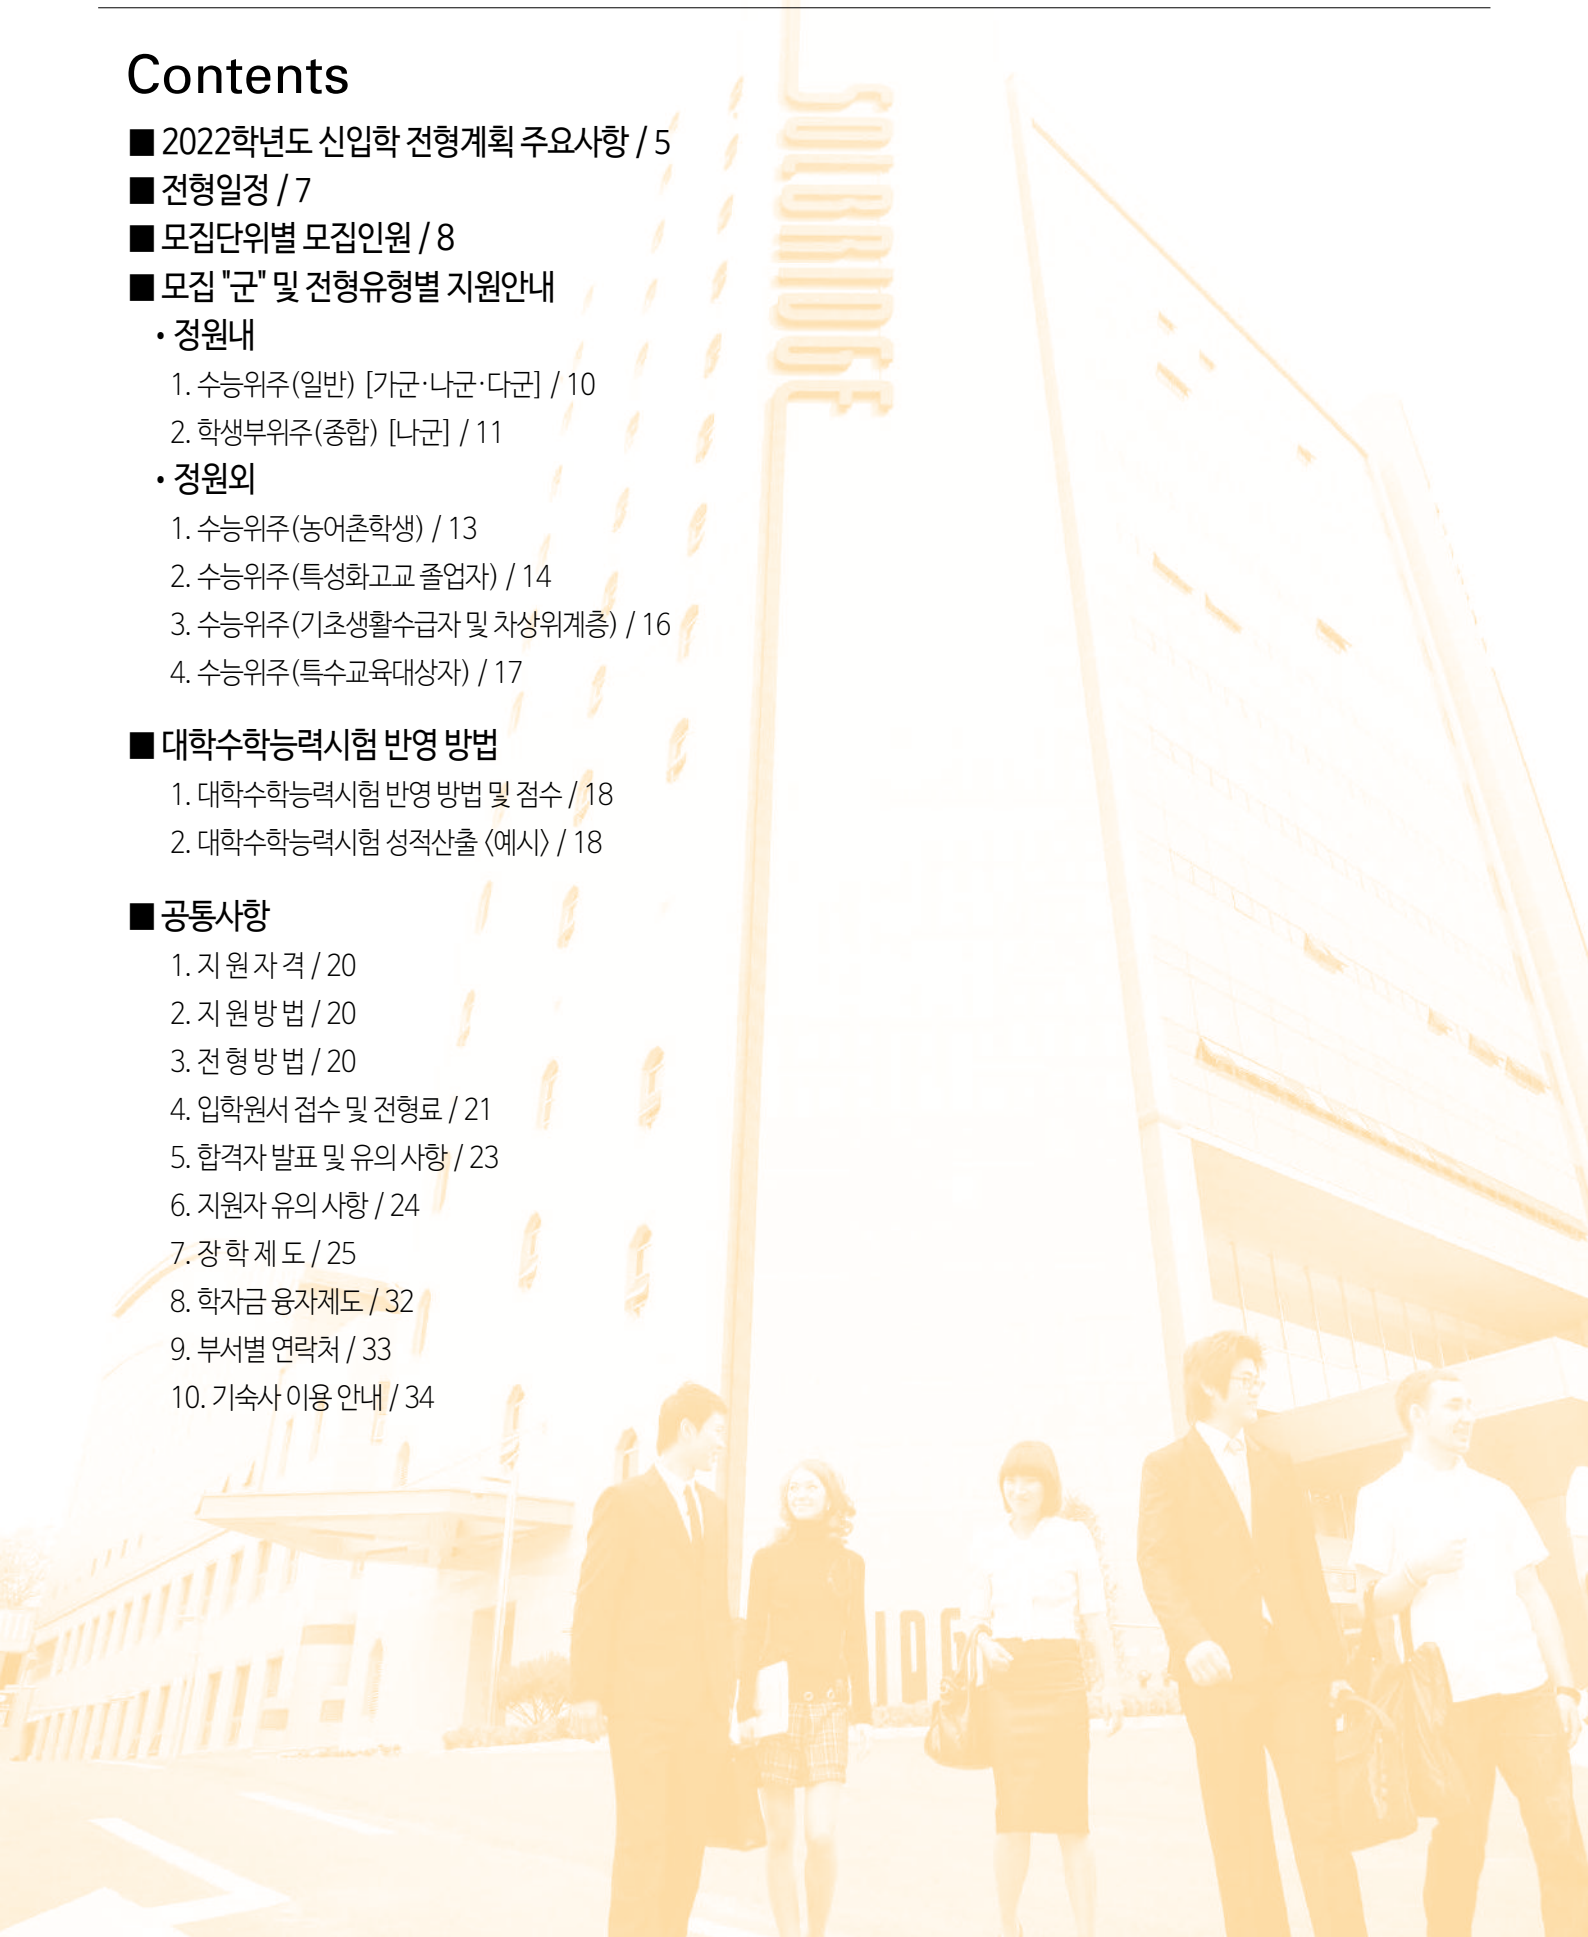 Contents
■ 2022학년도 신입학 전형계획 주요사항 / 5
■ 전형일정 / 7
■ 모집단위별 모집인원 / 8
■ 모집 "군" 및 전형유형별 지원안내
• 정원내
1. 수능위주(일반) [가군·나군·다군] / 10
2. 학생부위주(종합) [나군] / 11
• 정원외
1. 수능위주(농어촌학생) / 13
2. 수능위주(특성화고교 졸업자) / 14
3. 수능위주(기초생활수급자 및 차상위계층) / 16
4. 수능위주(특수교육대상자) / 17
■ 대학수학능력시험 반영 방법
1. 대학수학능력시험 반영 방법 및 점수 / 18
2. 대학수학능력시험 성적산출 〈예시〉 / 18
■ 공통사항
1. 지 원 자 격 / 20
2. 지 원 방 법 / 20
3. 전 형 방 법 / 20
4. 입학원서 접수 및 전형료 / 21
5. 합격자 발표 및 유의 사항 / 23
6. 지원자 유의 사항 / 24
7. 장 학 제 도 / 25
8. 학자금 융자제도 / 32
9. 부서별 연락처 / 33
10. 기숙사 이용 안내 / 34
SOLBRIDGE